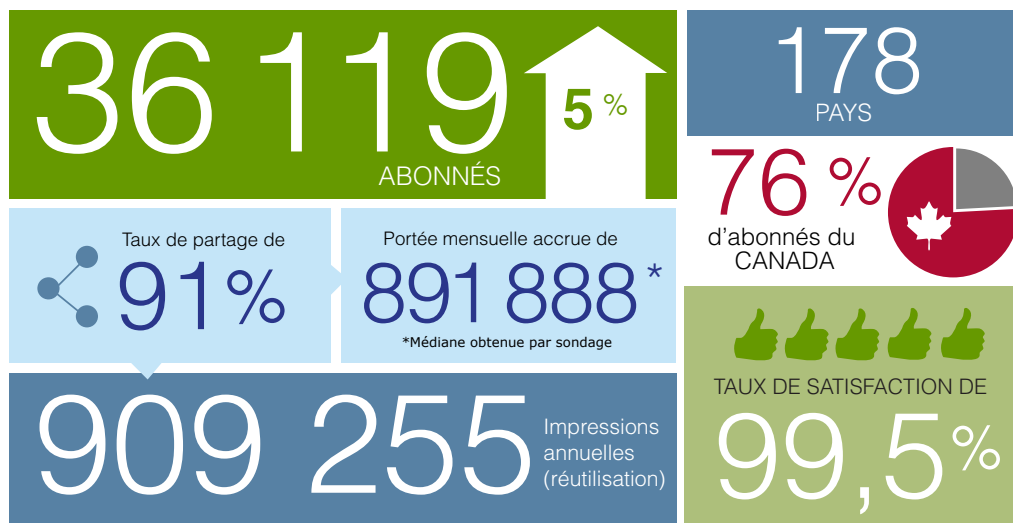 36 119
ABONNÉS
5 %
178
PAYS
76 %
d'abonnés du
CANADA
Taux de partage de
91%
Portée mensuelle accrue de
891 888*
*Médiane obtenue par sondage
909 255
Impressions
annuelles
(réutilisation)
TAUX DE SATISFACTION DE
99,5%